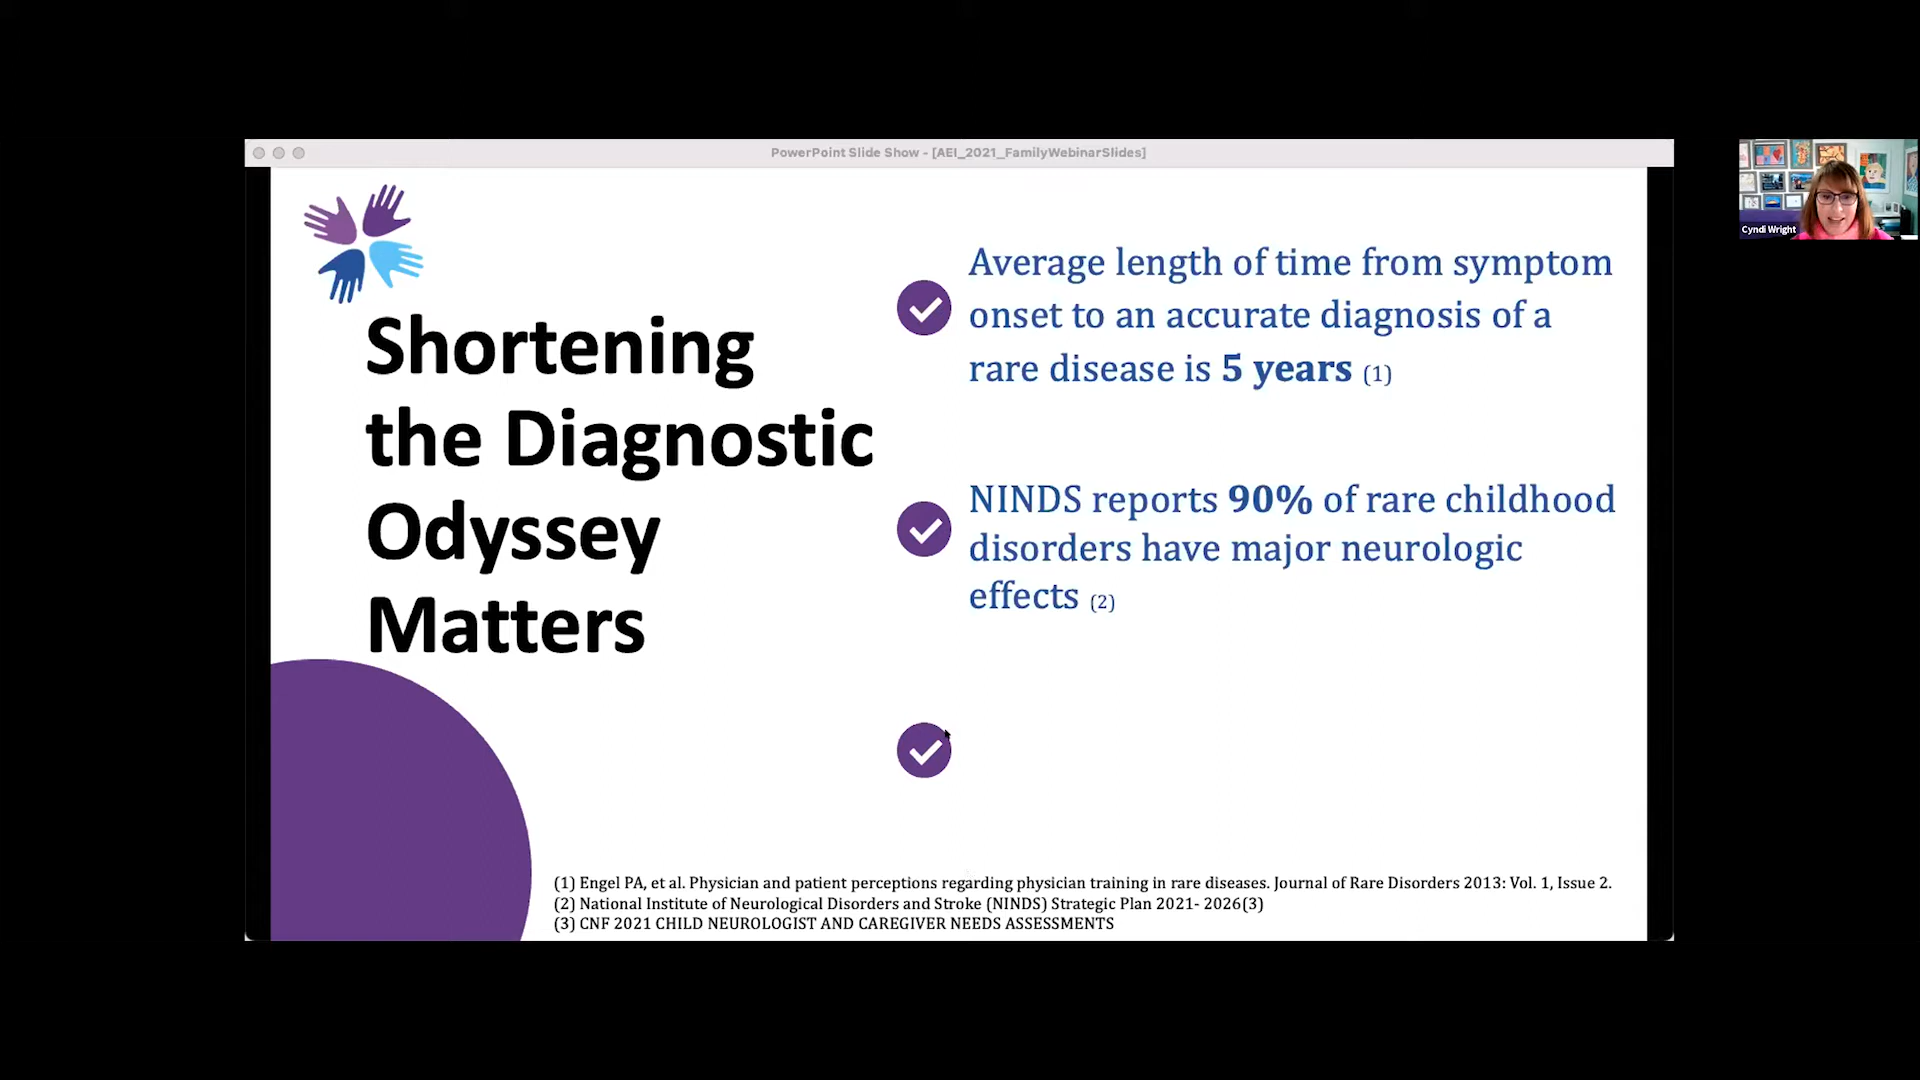 PowerPoint Slide Show - [AEI_2021_FamilyWebinarSlides]
Cyndi Wright
Shortening
the Diagnostic
Odyssey
Matters
Average length of time from symptom
onset to an accurate diagnosis of a
rare disease is 5 years (1)
NINDS reports 90% of rare childhood
disorders have major neurologic
effects (2)
(1) Engel PA, et al. Physician and patient perceptions regarding physician training in rare diseases. Journal of Rare Disorders 2013: Vol. 1, Issue 2.
(2) National Institute of Neurological Disorders and Stroke (NINDS) Strategic Plan 2021- 2026(3)
(3) CNF 2021 CHILD NEUROLOGIST AND CAREGIVER NEEDS ASSESSMENTS